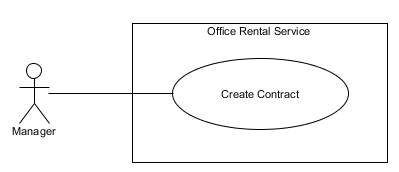 Office Rental Service
Create Contract
Manager